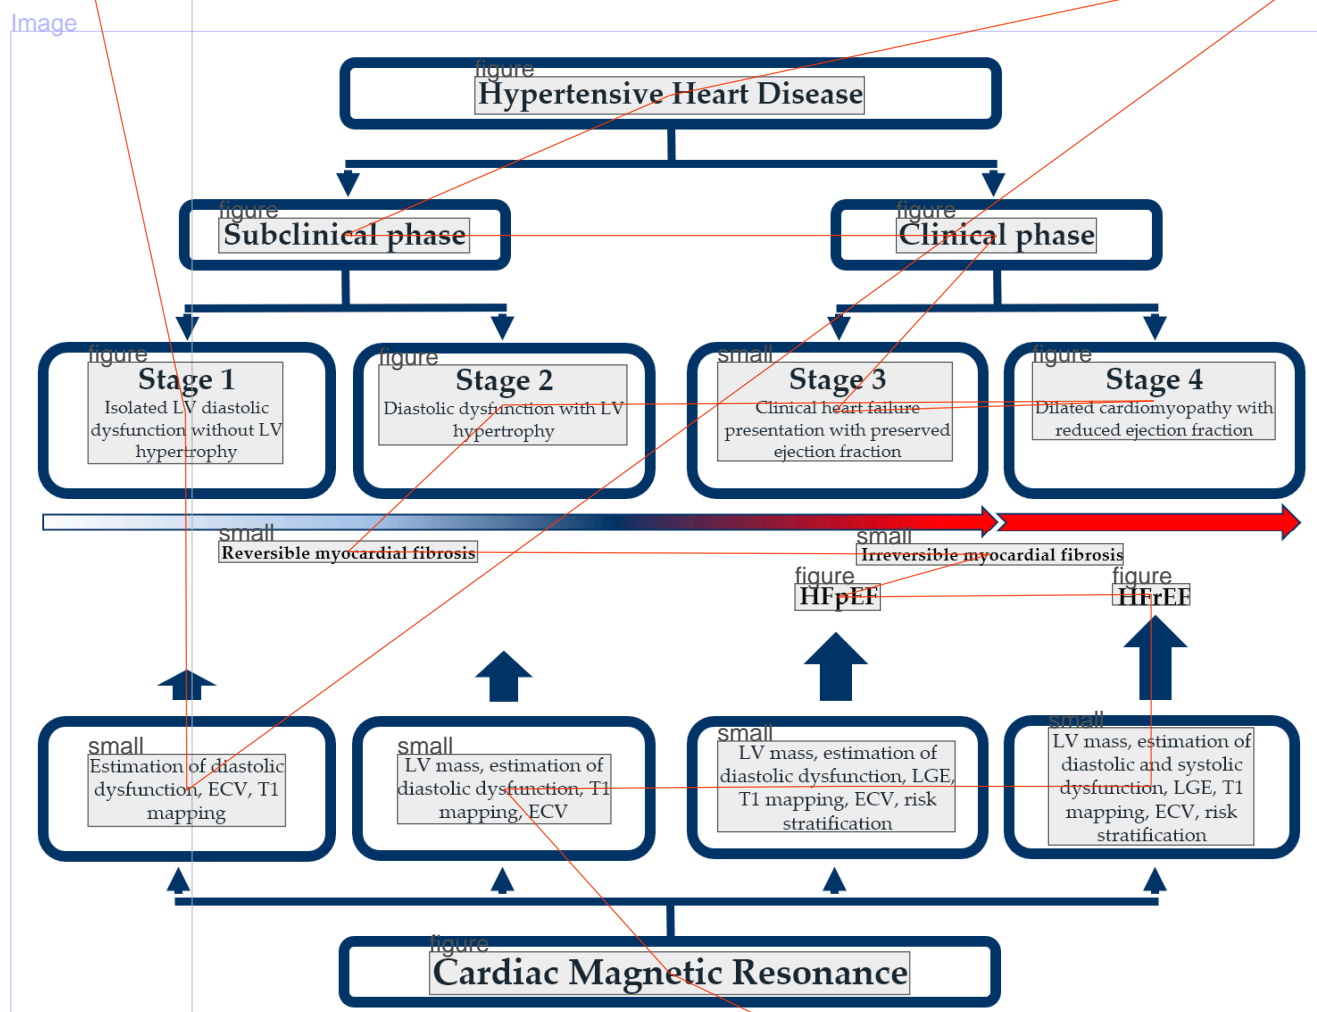 Image
figure
Hypertensive Heart Disease
figure
Subclinical phase
figure
Clinical phase
figure
Stage 1
Isolated LV diastolic
dysfunction without LV
hypertrophy
figure
Stage 2
Diastolic dysfunction with LV
hypertrophy
small
Stage 3
Clinical heart failure
presentation with preserved
ejection fraction
figure
Stage 4
Dilated cardiomyopathy with
reduced ejection fraction
small
Reversible myocardial fibrosis
small
Irreversible myocardial fibrosis
figure
HFpEF
figure
HFrEF
small
Estimation of diastolic
dysfunction, ECV, T1
mapping
small
LV mass, estimation of
diastolic dysfunction, T1
mapping, ECV
small
LV mass, estimation of
diastolic dysfunction, LGE,
T1 mapping, ECV, risk
stratification
small
LV mass, estimation of
diastolic and systolic
dysfunction, LGE, T1
mapping, ECV, risk
stratification
figure
Cardiac Magnetic Resonance